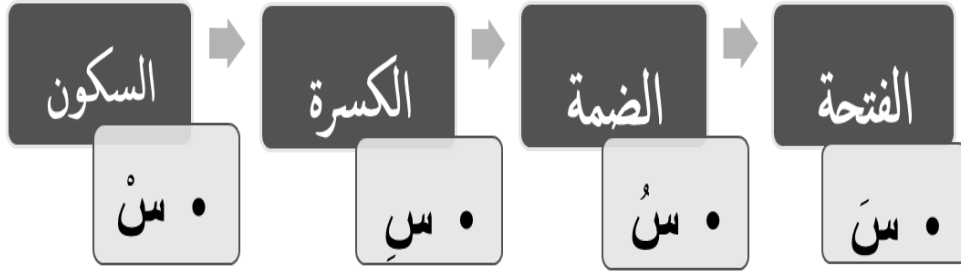 الفتحة
• سَ
الضمة
• سُ
الكسرة
• سِ
السكون
• سْ